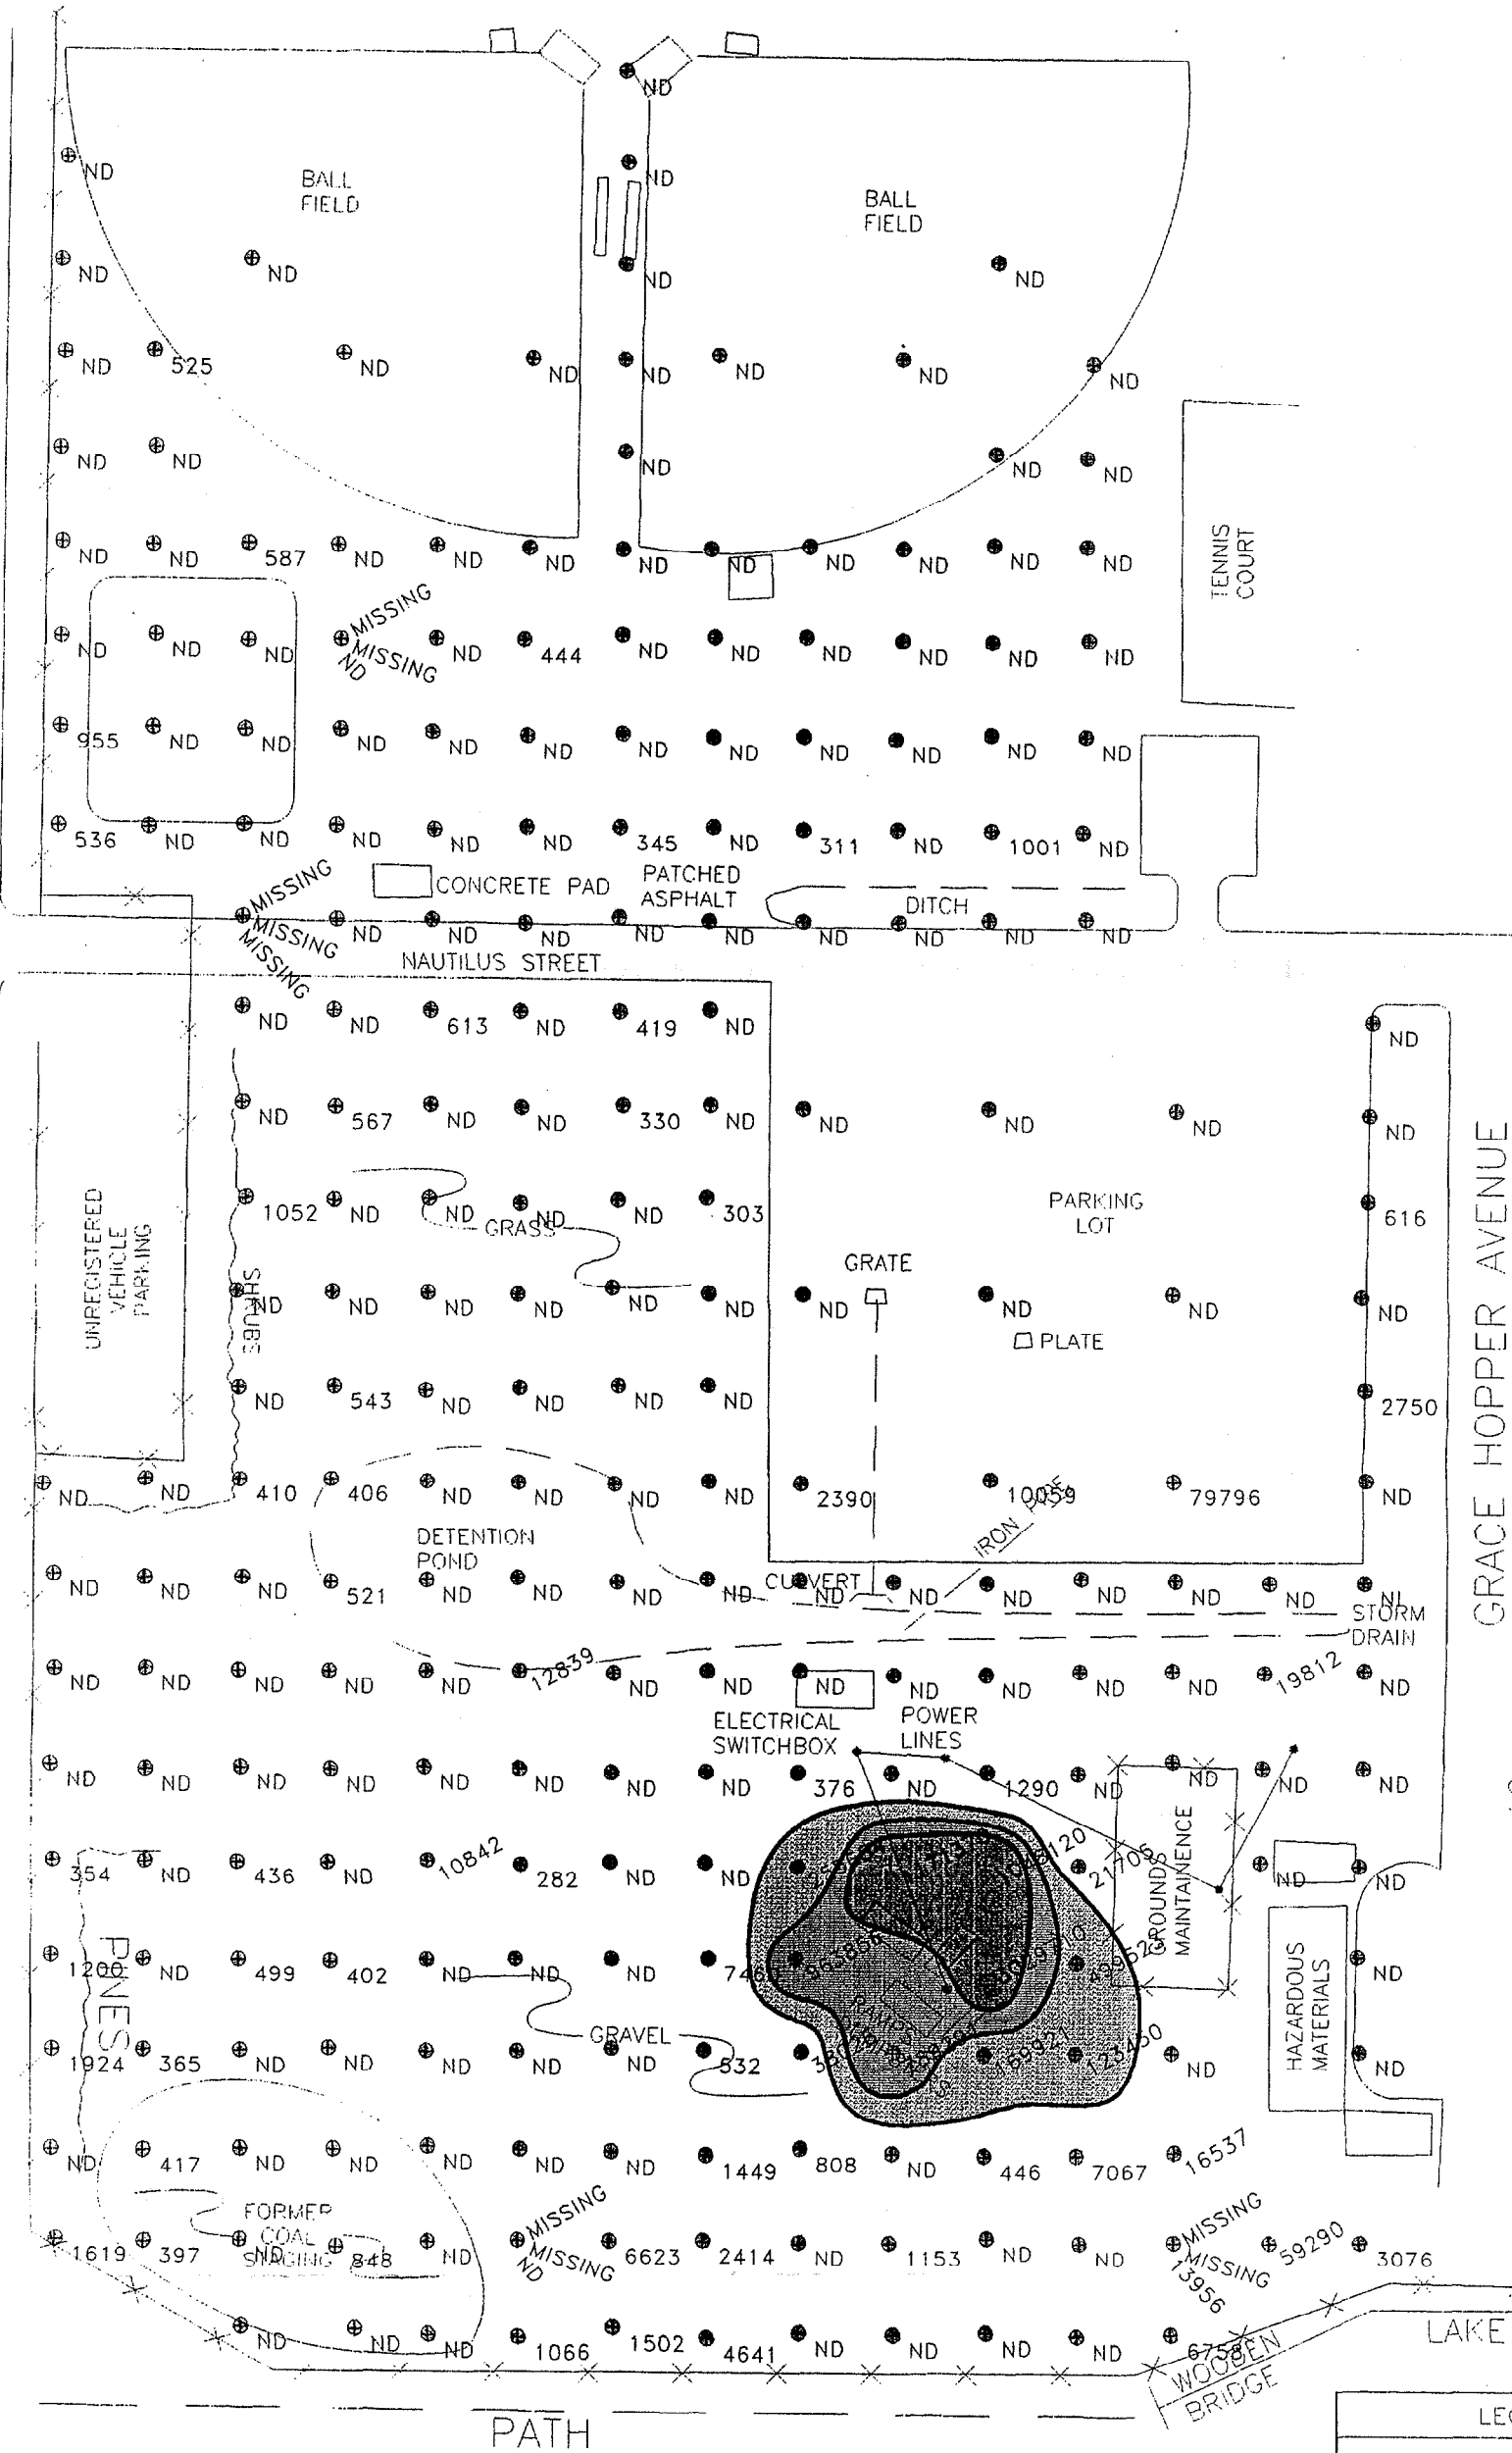 ND
ND
ND
BALL
FIELD
BALL
FIELD
ND
ND
ND
ND
ND
525
ND
ND
ND
ND
ND
ND
ND
ND
ND
ND
ND
ND
ND
587
ND
ND
ND
ND
ND
ND
ND
ND
ND
TENNIS
COURT
ND
ND
ND
MISSING
MISSING
ND
ND
444
ND
ND
ND
ND
ND
ND
955
ND
ND
ND
ND
ND
ND
ND
ND
ND
ND
ND
536
ND
ND
ND
ND
ND
345
ND
311
ND
1001
ND
CONCRETE PAD
PATCHED
ASPHALT
DITCH
MISSING
MISSING
MISSING
ND
ND
ND
ND
ND
ND
ND
ND
ND
NAUTILUS STREET
ND
ND
613
ND
419
ND
ND
ND
567
ND
ND
330
ND
ND
ND
ND
ND
GRACE HOPPER AVENUE
UNREGISTERED
VEHICLE
PARKING
1052
ND
ND
ND
ND
303
616
GRASS
PARKING
LOT
GRATE
SHRUBS
ND
ND
ND
ND
ND
ND
ND
ND
ND
ND
PLATE
ND
543
ND
ND
ND
ND
2750
ND
ND
410
406
ND
ND
ND
ND
2390
10059
79796
ND
IRON PIPE
DETENTION
POND
ND
ND
ND
521
ND
ND
ND
ND
CULVERT
ND
ND
ND
ND
ND
ND
STORM
DRAIN
ND
ND
ND
ND
ND
12839
ND
ND
ND
ND
ND
ND
ND
19812
ND
ELECTRICAL
SWITCHBOX
POWER
LINES
ND
ND
ND
ND
ND
ND
ND
ND
376
ND
1290
ND
ND
ND
ND
354
ND
436
ND
10842
282
ND
ND
21705
ND
ND
GROUNDS
MAINTAINENCE
PINES
1200
ND
499
402
ND
ND
ND
ND
HAZARDOUS
MATERIALS
GRAVEL
1924
365
ND
ND
ND
ND
ND
532
169921
123450
ND
ND
ND
417
ND
ND
ND
ND
ND
1449
808
ND
446
7067
16537
FORMER
COAL
STAGING
1619
397
ND
848
ND
MISSING
MISSING
ND
6623
2414
ND
1153
ND
ND
MISSING
MISSING
13956
59290
3076
ND
ND
ND
1066
1502
4641
ND
ND
ND
ND
6758
WOODEN
BRIDGE
LAKE
PATH